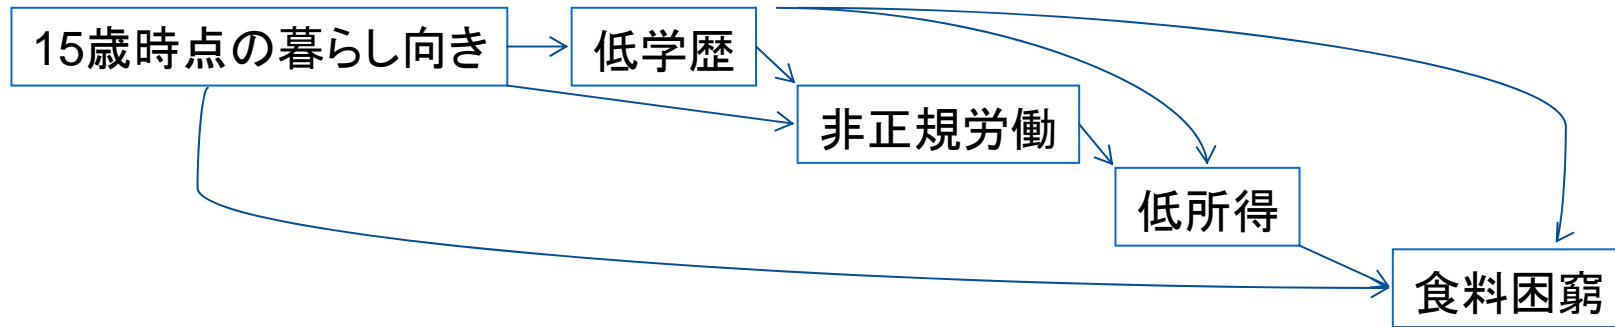 15歳時点の暮らし向き
低学歴
非正規労働
低所得
食料困窮